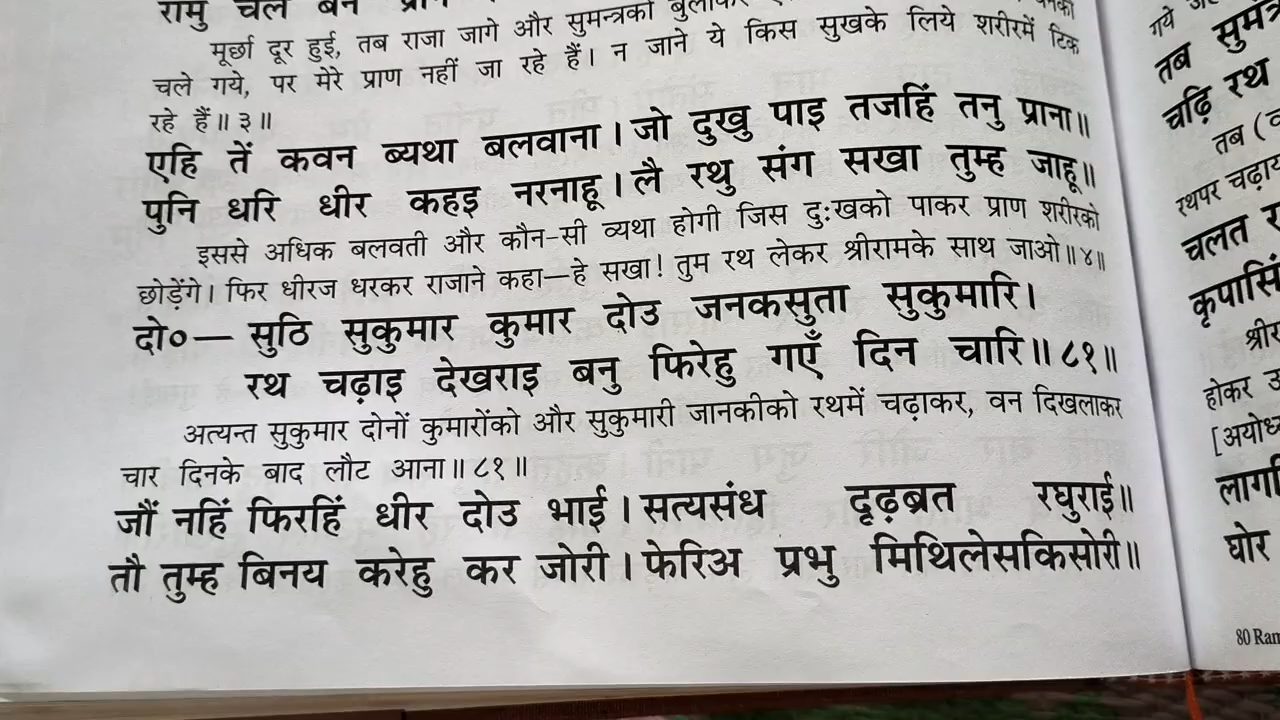 रामु चले बन
मूर्छा दूर हुई, तब राजा जागे और सुमन्त्रको बुलाकर
चले गये, पर मेरे प्राण नहीं जा रहे हैं। न जाने ये किस सुखके लिये शरीरमें टिक
रहे हैं॥ ३॥
एहि तें कवन ब्यथा बलवाना। जो दुखु पाइ तजहिं तनु प्राना॥
पुनि धरि धीर कहइ नरनाहू। लै रथु संग सखा तुम्ह जाहू॥
इससे अधिक बलवती और कौन-सी व्यथा होगी जिस दुःखको पाकर प्राण शरीरको
छोड़ेंगे। फिर धीरज धरकर राजाने कहा—हे सखा! तुम रथ लेकर श्रीरामके साथ जाओ॥ ४॥
दो०— सुठि सुकुमार कुमार दोउ जनकसुता सुकुमारि।
रथ चढ़ाइ देखराइ बनु फिरेहु गएँ दिन चारि॥ ८१॥
अत्यन्त सुकुमार दोनों कुमारोंको और सुकुमारी जानकीको रथमें चढ़ाकर, वन दिखलाकर
चार दिनके बाद लौट आना॥ ८१॥
जौं नहिं फिरहिं धीर दोउ भाई। सत्यसंध दृढ़ब्रत रघुराई॥
तौ तुम्ह बिनय करेहु कर जोरी। फेरिअ प्रभु मिथिलेसकिसोरी॥
गये
तब
चढ़ि रथ
तब
रथपर
चलत
होकर
घोर
80